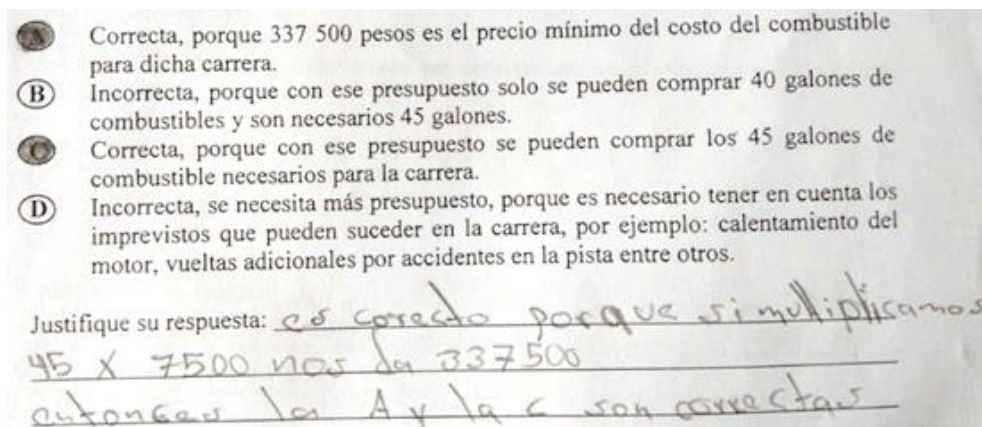 A Correcta, porque 337 500 pesos es el precio mínimo del costo del combustible
para dicha carrera.
B Incorrecta, porque con ese presupuesto solo se pueden comprar 40 galones de
combustibles y son necesarios 45 galones.
C Correcta, porque con ese presupuesto se pueden comprar los 45 galones de
combustible necesarios para la carrera.
D Incorrecta, se necesita más presupuesto, porque es necesario tener en cuenta los
imprevistos que pueden suceder en la carrera, por ejemplo: calentamiento del
motor, vueltas adicionales por accidentes en la pista entre otros.
Justifique su respuesta: es corecto porque si multiplicamos
45 x 7500 nos da 337500
entonces la A y la c son correctas